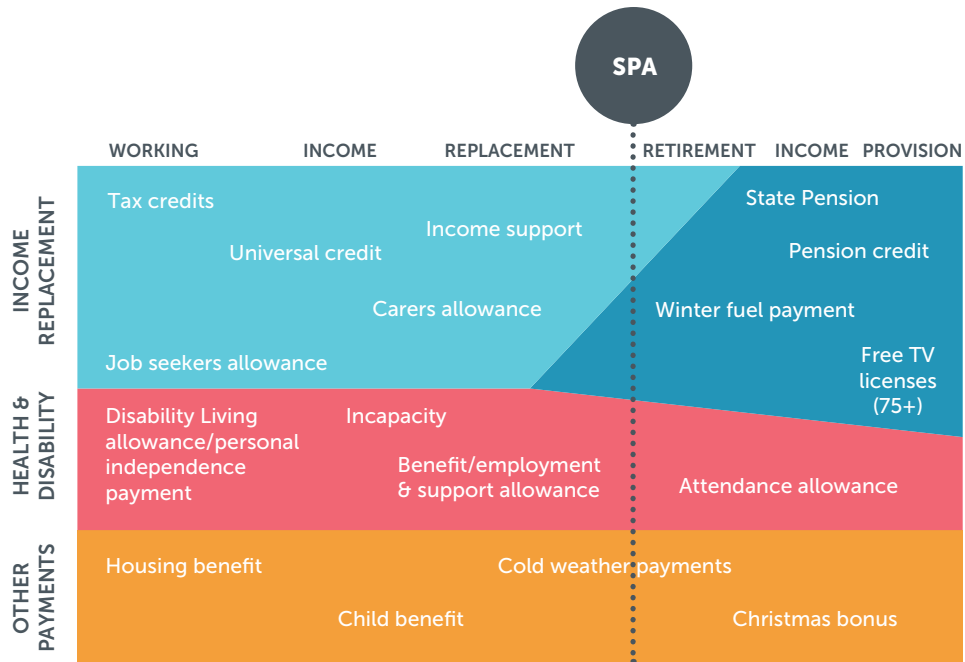 SPA
WORKING INCOME REPLACEMENT RETIREMENT INCOME PROVISION
INCOME
REPLACEMENT
Tax credits
State Pension
Income support
Universal credit
Pension credit
Carers allowance
Winter fuel payment
Job seekers allowance
Free TV
licenses
(75+)
HEALTH &
DISABILITY
Disability Living
allowance/personal
independence
payment
Incapacity
Benefit/employment
& support allowance
Attendance allowance
OTHER
PAYMENTS
Housing benefit
Cold weather payments
Child benefit
Christmas bonus